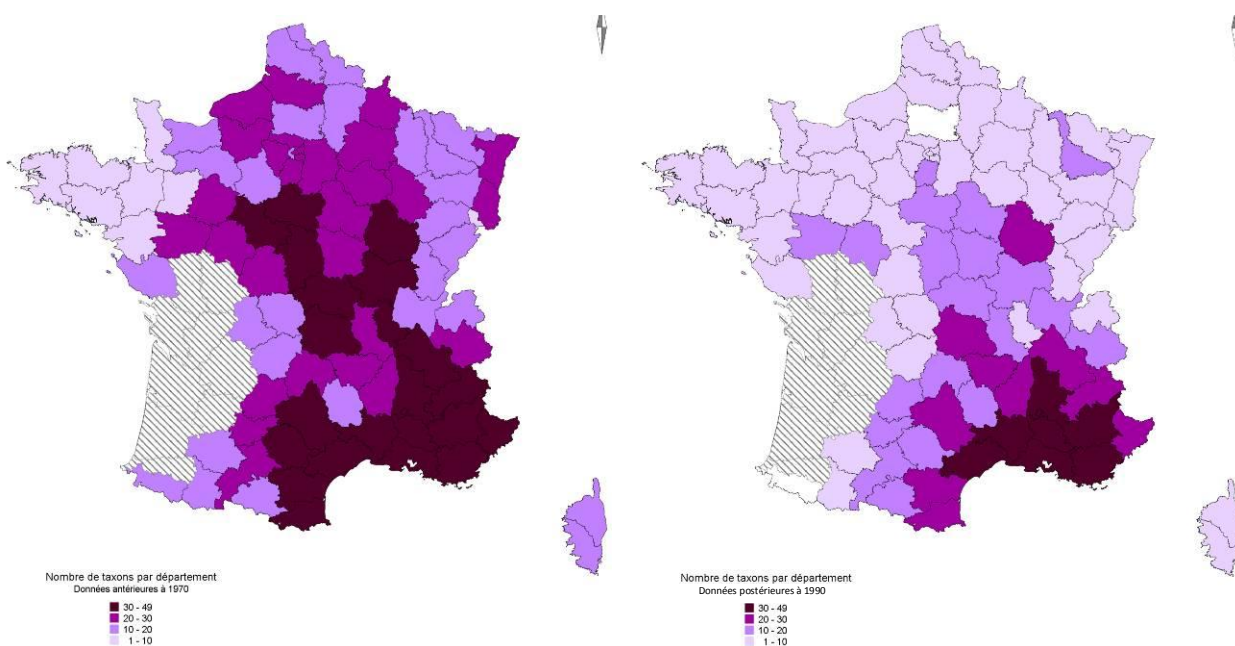 Nombre de taxons par département
Données antérieures à 1970
30 - 49
20 - 30
10 - 20
1 - 10
Nombre de taxons par département
Données postérieures à 1990
30 - 49
20 - 30
10 - 20
1 - 10